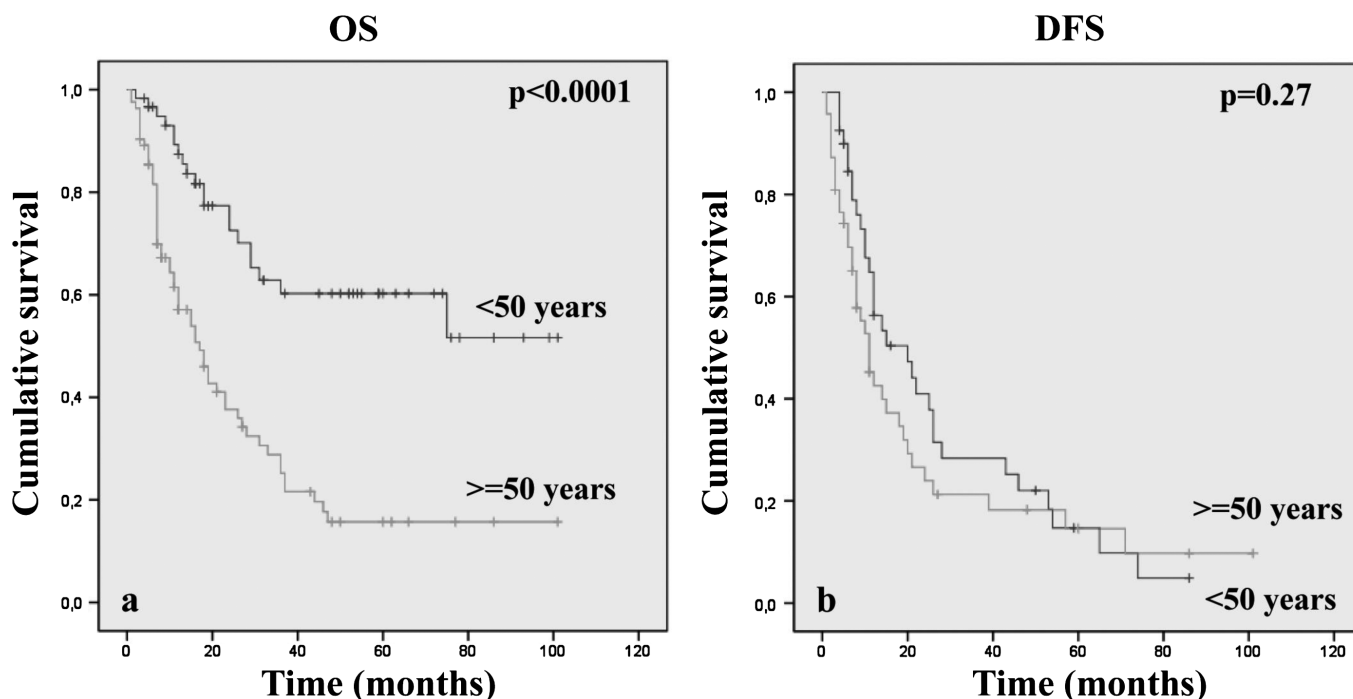 OS
Cumulative survival
1,0
0,8
0,6
0,4
0,2
0,0
p<0.0001
<50 years
>=50 years
a
0 20 40 60 80 100 120
Time (months)
DFS
Cumulative survival
1,0
0,8
0,6
0,4
0,2
0,0
p=0.27
>=50 years
<50 years
b
0 20 40 60 80 100 120
Time (months)